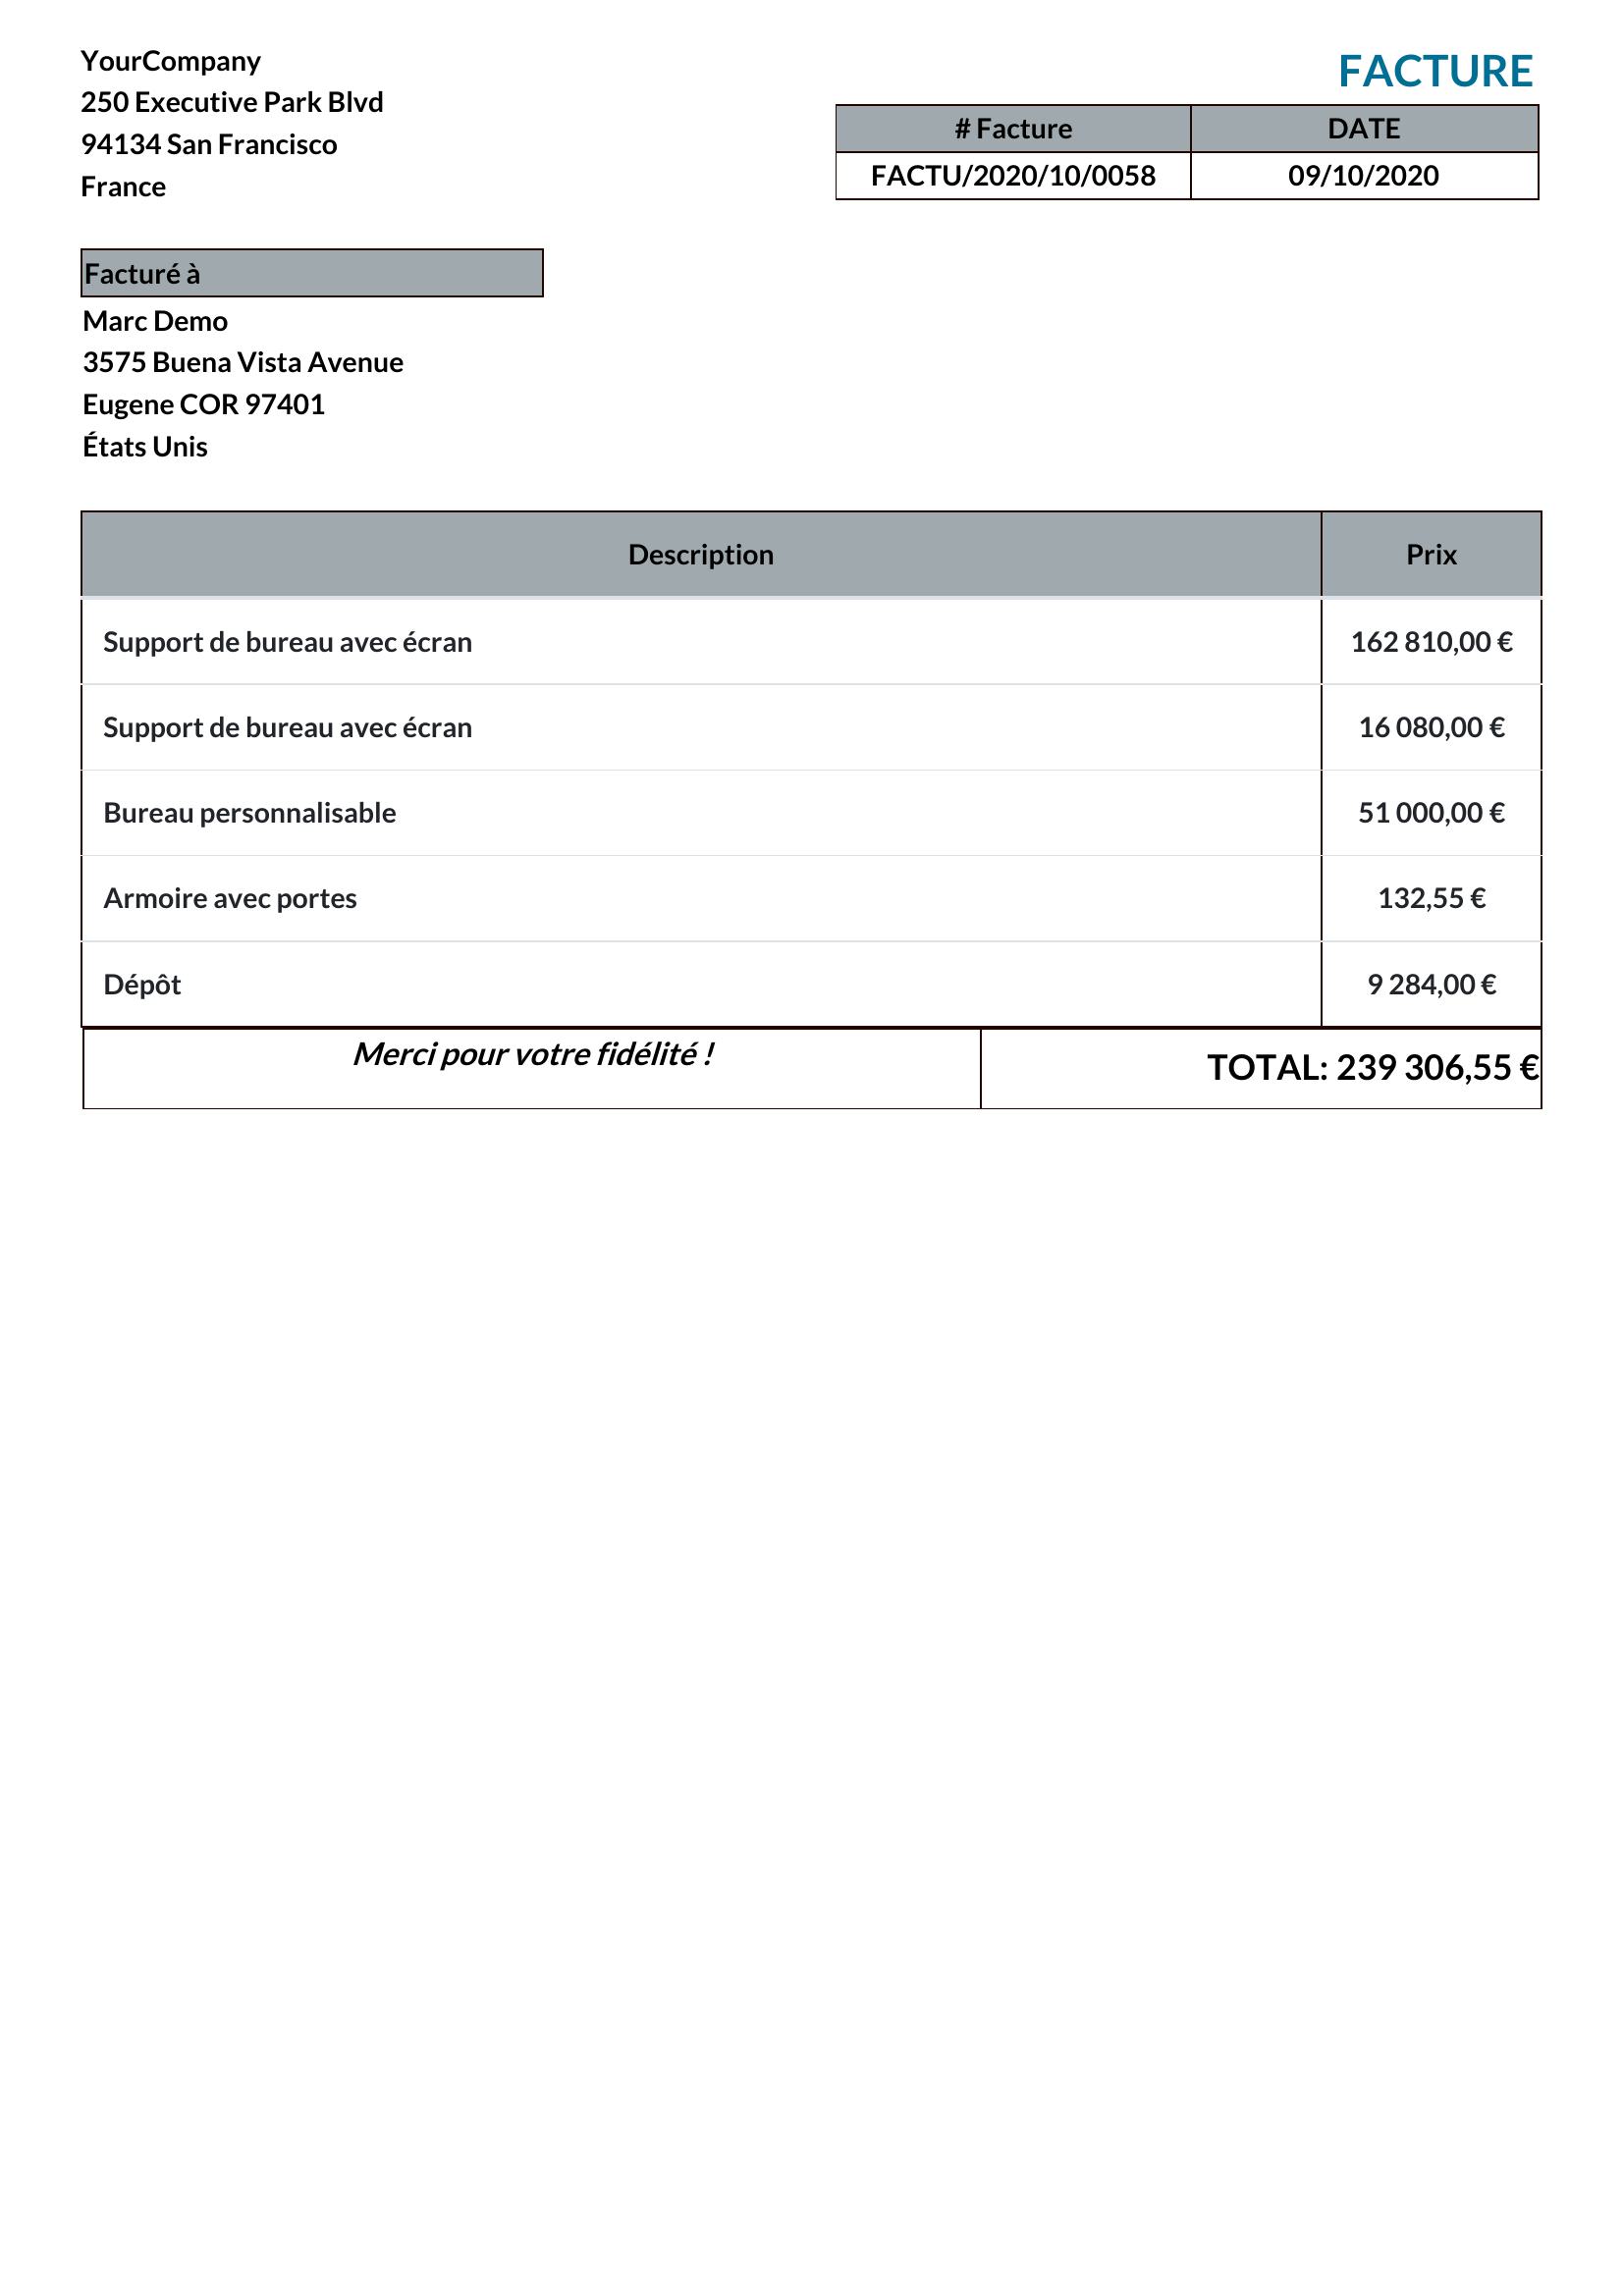 YourCompany
250 Executive Park Blvd
94134 San Francisco
France
FACTURE
# Facture DATE
FACTU/2020/10/0058 09/10/2020
Facturé à
Marc Demo
3575 Buena Vista Avenue
Eugene COR 97401
États Unis
Description Prix
Support de bureau avec écran 162 810,00 €
Support de bureau avec écran 16 080,00 €
Bureau personnalisable 51 000,00 €
Armoire avec portes 132,55 €
Dépôt 9 284,00 €
Merci pour votre fidélité !
TOTAL: 239 306,55 €